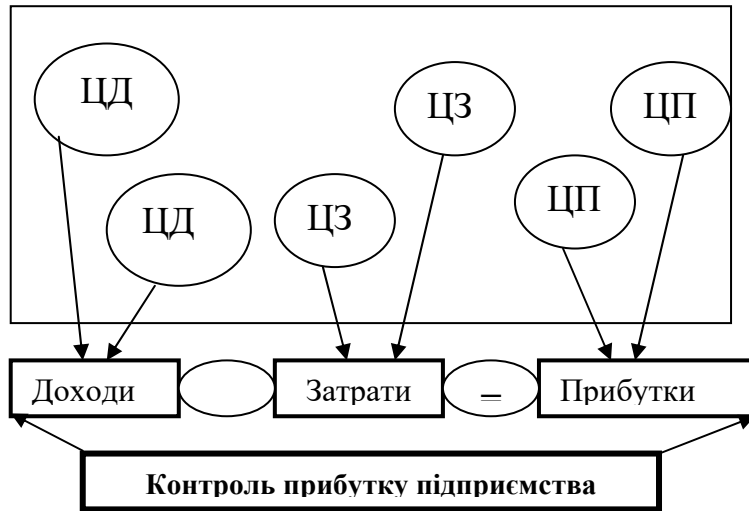 ЦД
ЦЗ
ЦП
ЦД
ЦЗ
ЦП
Доходи
Затрати
=
Прибутки
Контроль прибутку підприємства